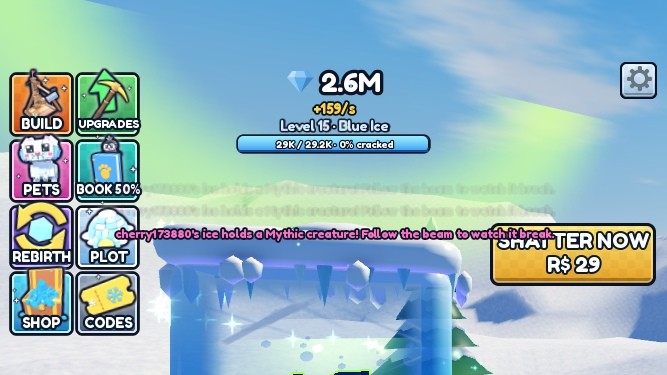 2.6M
+159/s
Level 15 · Blue Ice
29K / 29.2K · 0% cracked
BUILD
UPGRADES
PETS
BOOK 50%
REBIRTH
PLOT
SHOP
CODES
cherry173880's ice holds a Mythic creature! Follow the beam to watch it break.
SHATTER NOW
R$ 29